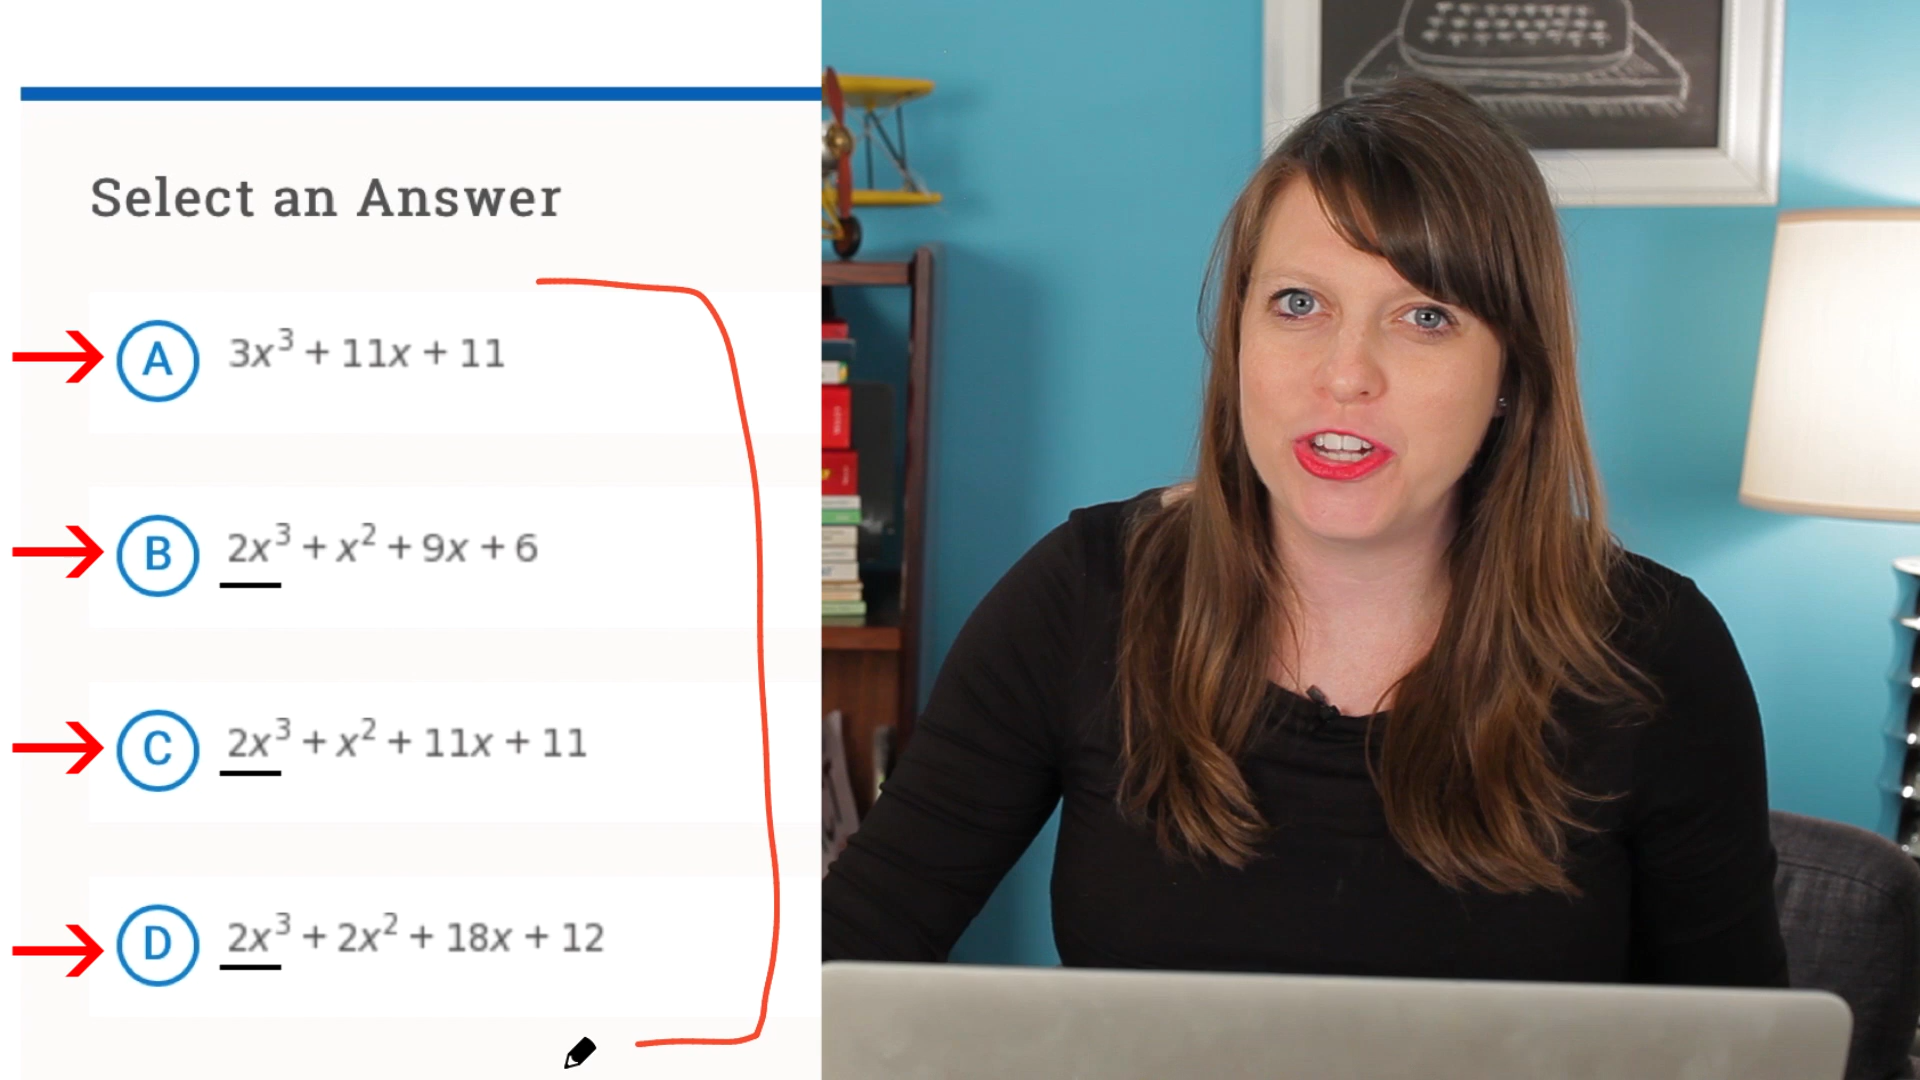 Select an Answer
A 3x³ + 11x + 11
B 2x³ + x² + 9x + 6
C 2x³ + x² + 11x + 11
D 2x³ + 2x² + 18x + 12